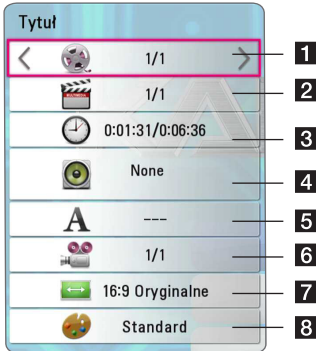 Tytuł
1/1 1
1/1 2
0:01:31/0:06:36 3
None 4
--- 5
1/1 6
16:9 Oryginalne 7
Standard 8